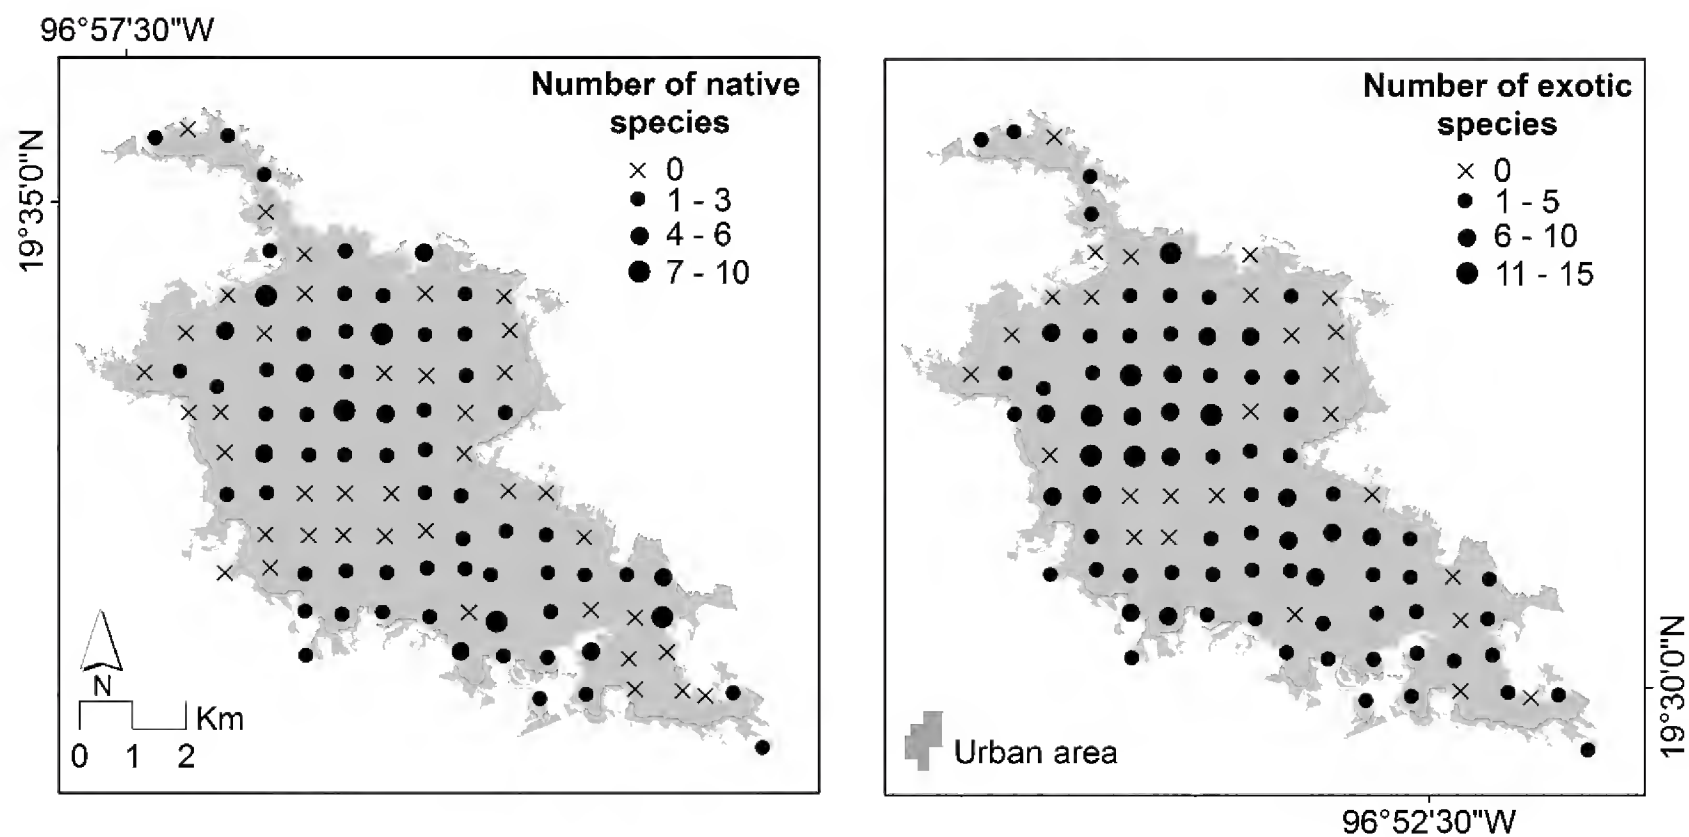 96°57'30"W
19°35'0"N
Number of native
species
× 0
1 - 3
4 - 6
7 - 10
N
Km
0 1 2
Number of exotic
species
× 0
1 - 5
6 - 10
11 - 15
Urban area
19°30'0"N
96°52'30"W